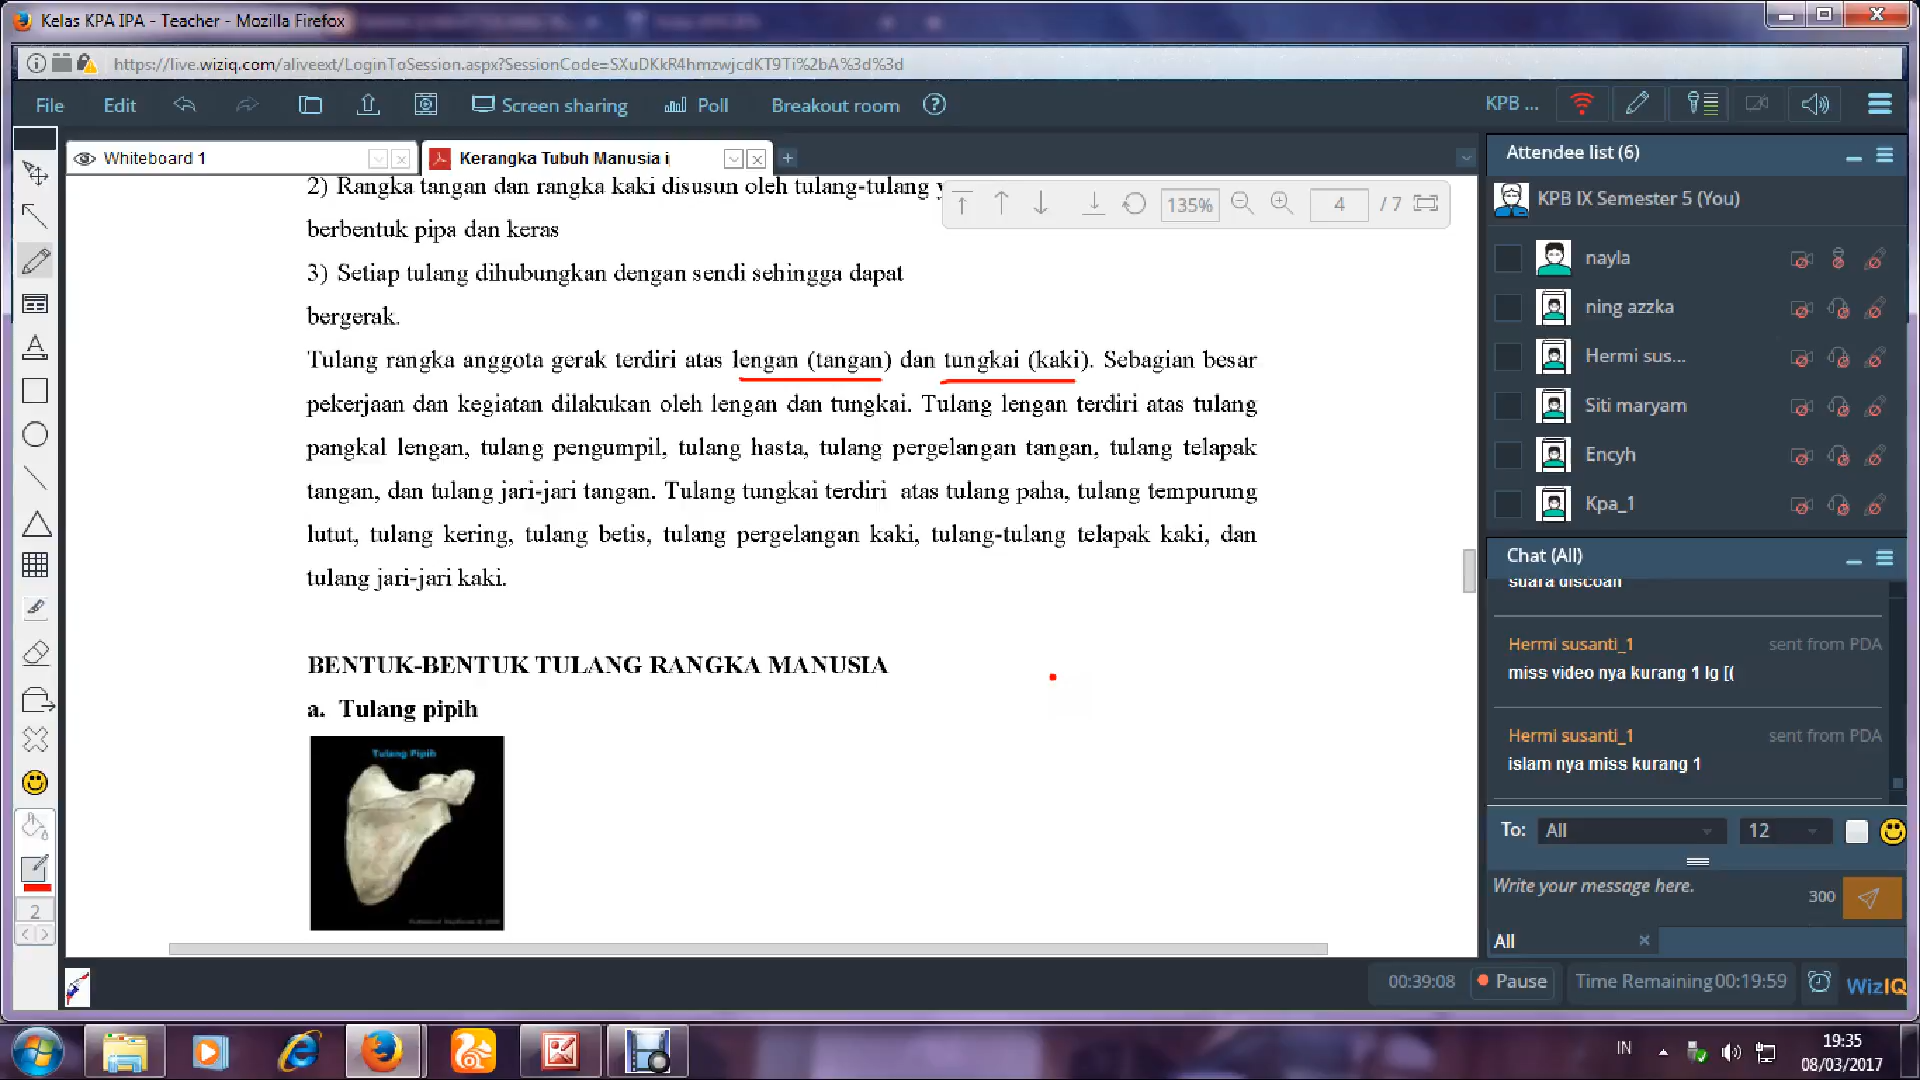 Kelas KPA IPA - Teacher - Mozilla Firefox
https://live.wiziq.com/aliveext/LoginToSession.aspx?SessionCode=SXuDKkR4hmzwjcdKT9Ti%2bA%3d%3d
File Edit Screen sharing Poll Breakout room KPB ...
Whiteboard 1
Kerangka Tubuh Manusia i
135% 4 / 7
2) Rangka tangan dan rangka kaki disusun oleh tulang-tulang
berbentuk pipa dan keras
3) Setiap tulang dihubungkan dengan sendi sehingga dapat
bergerak.
Tulang rangka anggota gerak terdiri atas lengan (tangan) dan tungkai (kaki). Sebagian besar
pekerjaan dan kegiatan dilakukan oleh lengan dan tungkai. Tulang lengan terdiri atas tulang
pangkal lengan, tulang pengumpil, tulang hasta, tulang pergelangan tangan, tulang telapak
tangan, dan tulang jari-jari tangan. Tulang tungkai terdiri atas tulang paha, tulang tempurung
lutut, tulang kering, tulang betis, tulang pergelangan kaki, tulang-tulang telapak kaki, dan
tulang jari-jari kaki.
BENTUK-BENTUK TULANG RANGKA MANUSIA
a. Tulang pipih
Tulang Pipih
2
Attendee list (6)
KPB IX Semester 5 (You)
nayla
ning azzka
Hermi sus...
Siti maryam
Encyh
Kpa_1
Chat (All)
suara discoan
Hermi susanti_1 sent from PDA
miss video nya kurang 1 lg [(
Hermi susanti_1 sent from PDA
islam nya miss kurang 1
To: All 12
Write your message here. 300
All
00:39:08 Pause Time Remaining 00:19:59 WizIQ
IN
19:35
08/03/2017